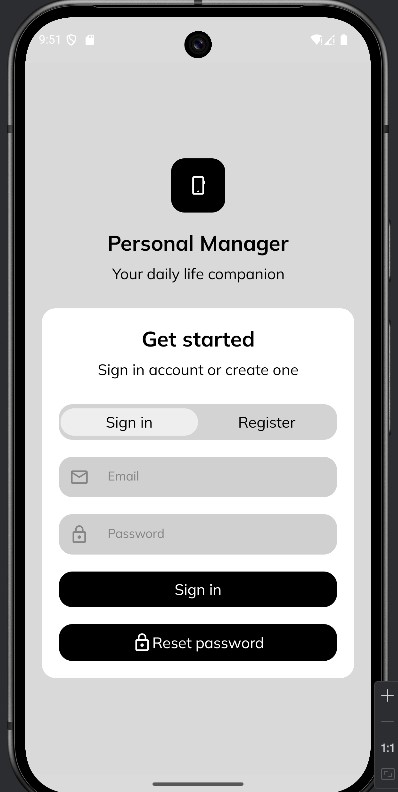 9:51
Personal Manager
Your daily life companion
Get started
Sign in account or create one
Sign in Register
Email
Password
Sign in
Reset password
1:1